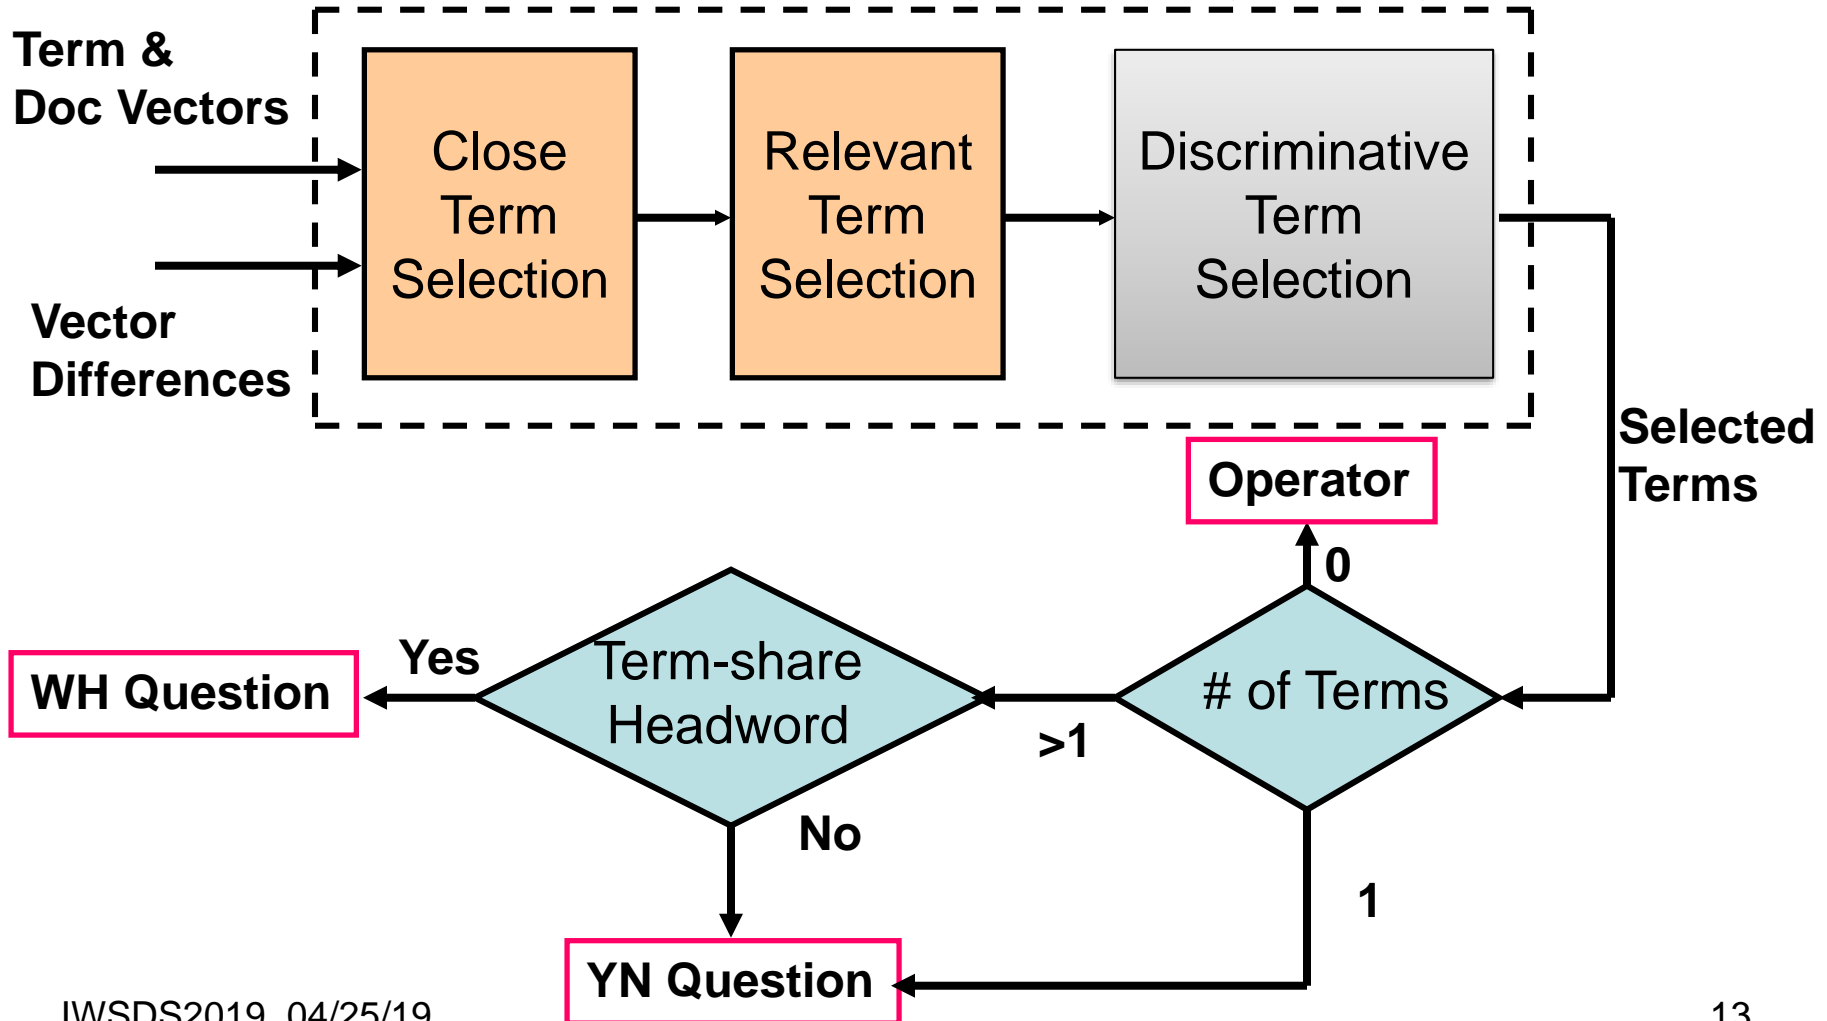 Term &
Doc Vectors
Vector
Differences
Close
Term
Selection
Relevant
Term
Selection
Discriminative
Term
Selection
Selected
Terms
Operator
0
# of Terms
>1
1
Term-share
Headword
Yes
No
WH Question
YN Question
IWSDS2019 04/25/19
13